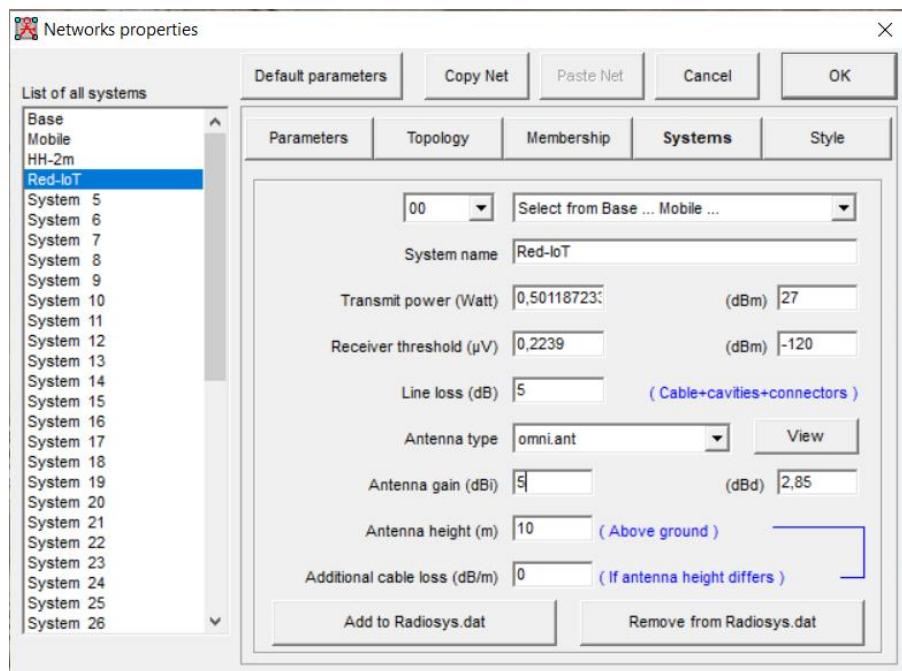 Networks properties
Default parameters Copy Net Paste Net Cancel OK
List of all systems
Base
Mobile
HH-2m
Red-IoT
System 5
System 6
System 7
System 8
System 9
System 10
System 11
System 12
System 13
System 14
System 15
System 16
System 17
System 18
System 19
System 20
System 21
System 22
System 23
System 24
System 25
System 26
Parameters Topology Membership Systems Style
00 Select from Base ... Mobile ...
System name Red-IoT
Transmit power (Watt) 0,501187233 (dBm) 27
Receiver threshold (µV) 0,2239 (dBm) -120
Line loss (dB) 5 ( Cable+cavities+connectors )
Antenna type omni.ant View
Antenna gain (dBi) 5 (dBd) 2,85
Antenna height (m) 10 ( Above ground )
Additional cable loss (dB/m) 0 ( If antenna height differs )
Add to Radiosys.dat Remove from Radiosys.dat